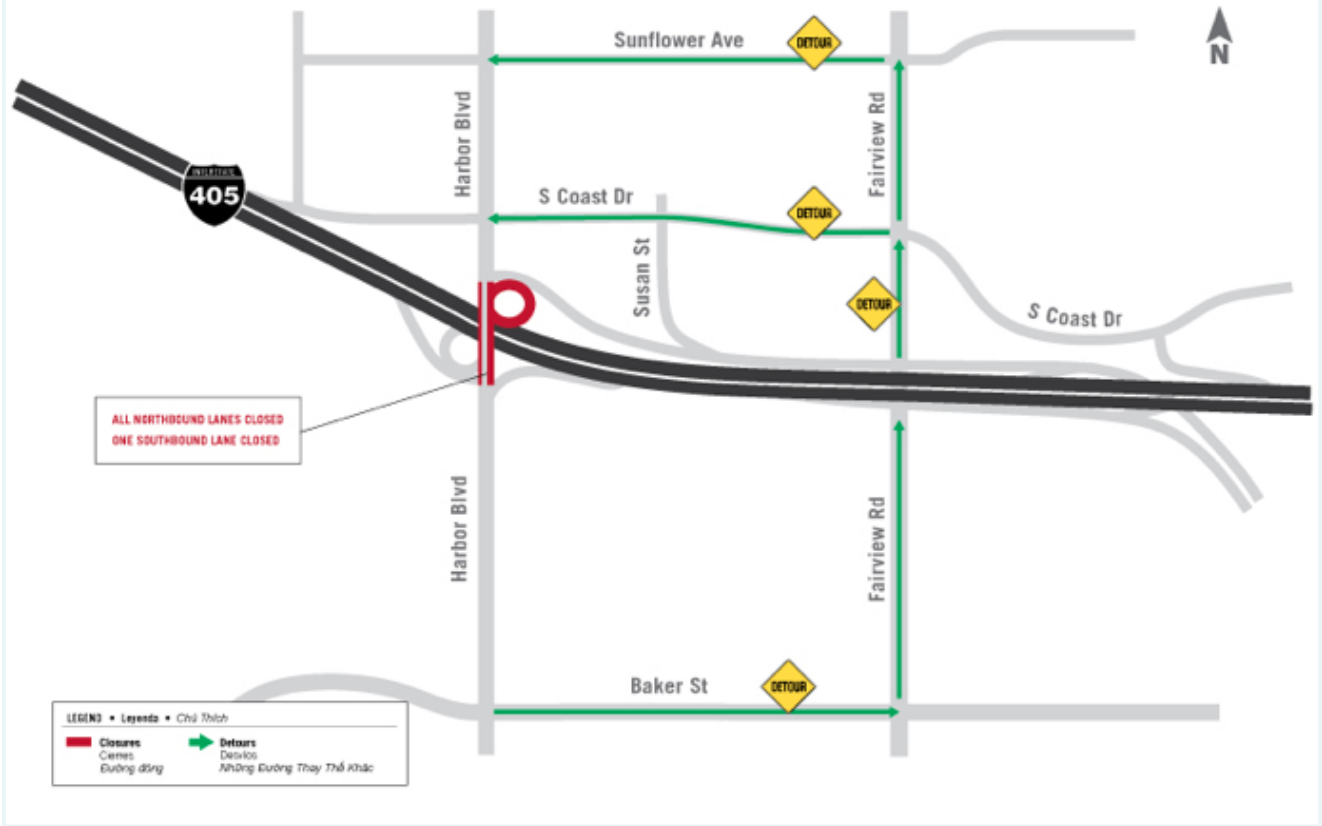 Sunflower Ave
DETOUR
N
Harbor Blvd
Fairview Rd
INTERSTATE
405
S Coast Dr
DETOUR
Susan St
DETOUR
S Coast Dr
ALL NORTHBOUND LANES CLOSED
ONE SOUTHBOUND LANE CLOSED
Harbor Blvd
Fairview Rd
Baker St
DETOUR
LEGEND • Leyenda • Chú Thích
Closures
Cierres
Đường đóng
Detours
Desvíos
Những Đường Thay Thế Khác